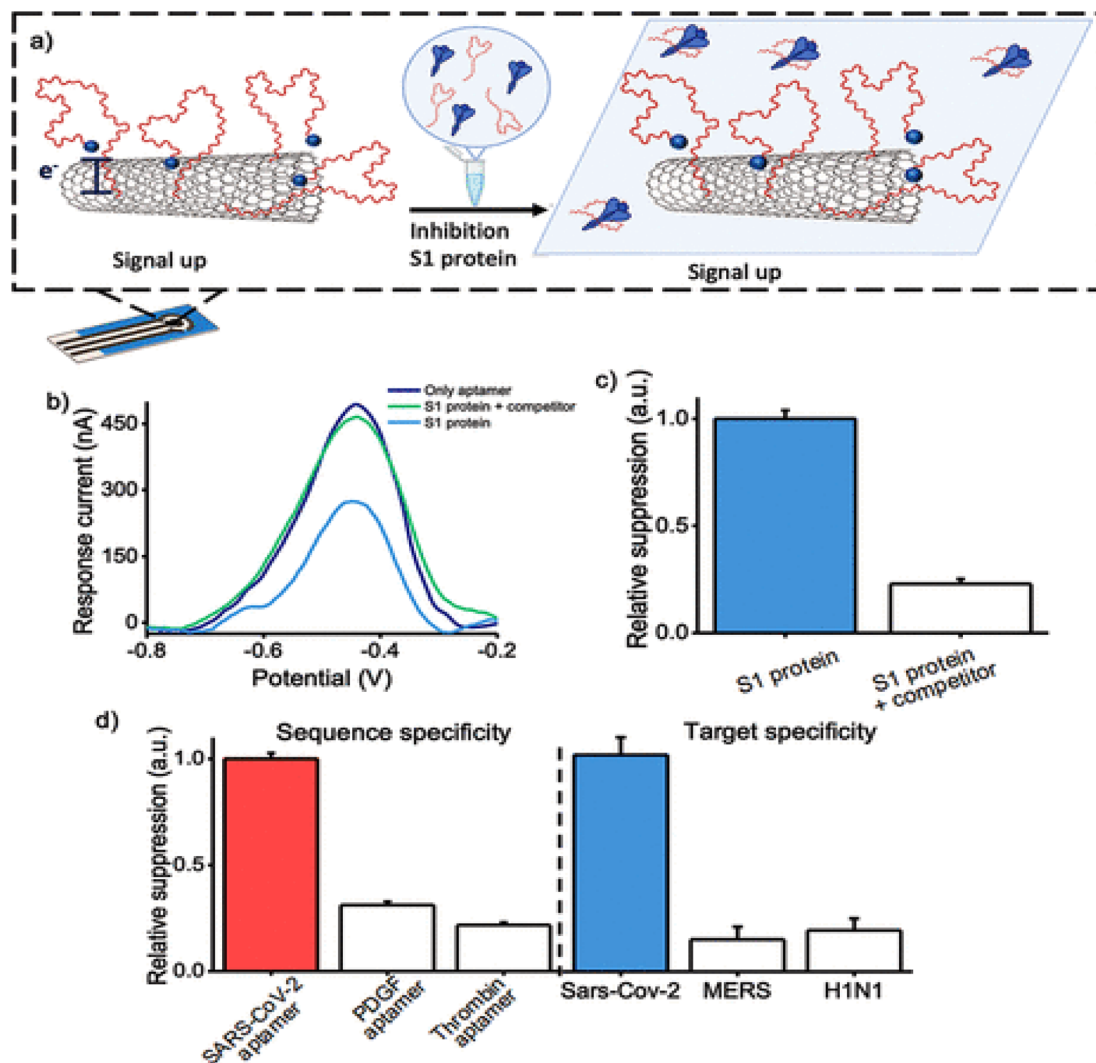 a)
e-
Signal up
Inhibition
S1 protein
Signal up
b)
Only aptamer
S1 protein + competitor
S1 protein
Response current (nA)
450
300
150
0
-0.8
-0.6
-0.4
-0.2
Potential (V)
c)
Relative suppression (a.u.)
1.0
0.5
0.0
S1 protein
S1 protein
+ competitor
d)
Sequence specificity
Target specificity
Relative suppression (a.u.)
1.0
0.5
0.0
SARS-CoV-2
aptamer
PDGF
aptamer
Thrombin
aptamer
Sars-Cov-2
MERS
H1N1